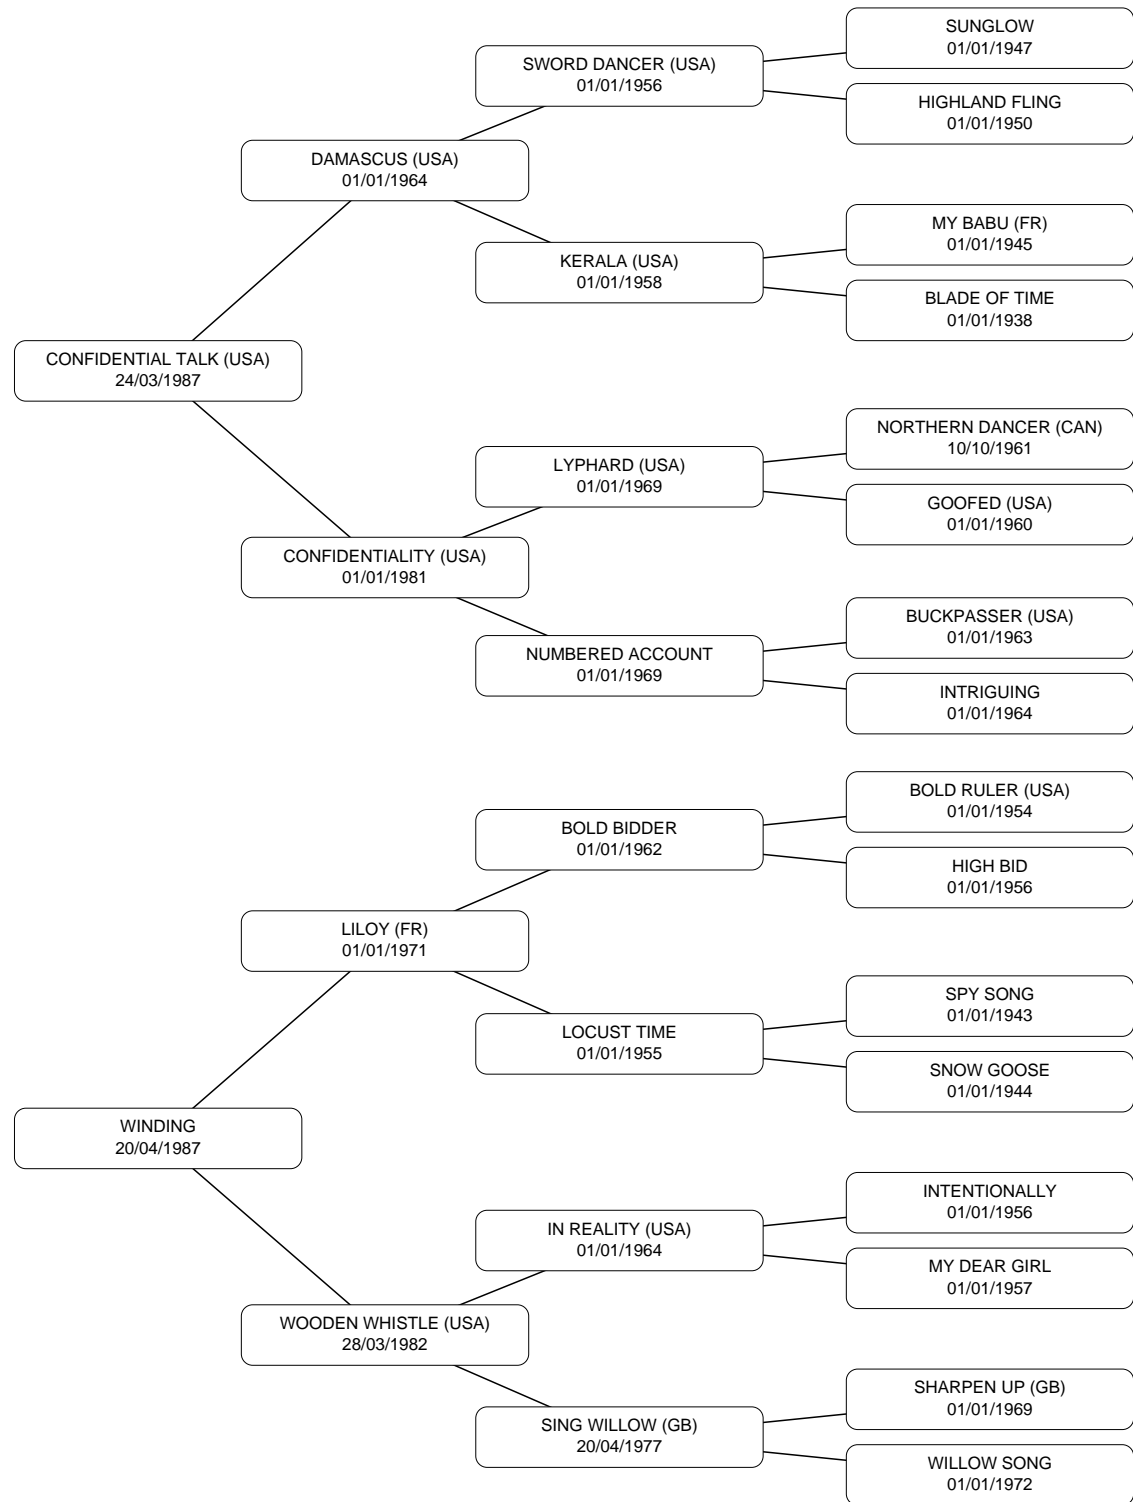 SUNGLOW
01/01/1947
SWORD DANCER (USA)
01/01/1956
HIGHLAND FLING
01/01/1950
DAMASCUS (USA)
01/01/1964
MY BABU (FR)
01/01/1945
KERALA (USA)
01/01/1958
BLADE OF TIME
01/01/1938
CONFIDENTIAL TALK (USA)
24/03/1987
NORTHERN DANCER (CAN)
10/10/1961
LYPHARD (USA)
01/01/1969
GOOFED (USA)
01/01/1960
CONFIDENTIALITY (USA)
01/01/1981
BUCKPASSER (USA)
01/01/1963
NUMBERED ACCOUNT
01/01/1969
INTRIGUING
01/01/1964
BOLD RULER (USA)
01/01/1954
BOLD BIDDER
01/01/1962
HIGH BID
01/01/1956
LILOY (FR)
01/01/1971
SPY SONG
01/01/1943
LOCUST TIME
01/01/1955
SNOW GOOSE
01/01/1944
WINDING
20/04/1987
INTENTIONALLY
01/01/1956
IN REALITY (USA)
01/01/1964
MY DEAR GIRL
01/01/1957
WOODEN WHISTLE (USA)
28/03/1982
SHARPEN UP (GB)
01/01/1969
SING WILLOW (GB)
20/04/1977
WILLOW SONG
01/01/1972